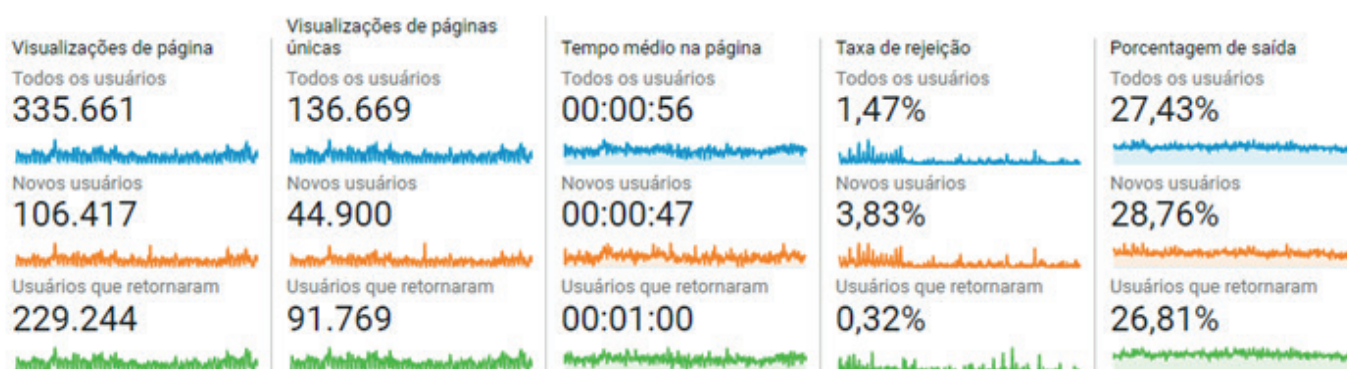 Visualizações de página
Todos os usuários
335.661
Novos usuários
106.417
Usuários que retornaram
229.244
Visualizações de páginas
únicas
Todos os usuários
136.669
Novos usuários
44.900
Usuários que retornaram
91.769
Tempo médio na página
Todos os usuários
00:00:56
Novos usuários
00:00:47
Usuários que retornaram
00:01:00
Taxa de rejeição
Todos os usuários
1,47%
Novos usuários
3,83%
Usuários que retornaram
0,32%
Porcentagem de saída
Todos os usuários
27,43%
Novos usuários
28,76%
Usuários que retornaram
26,81%